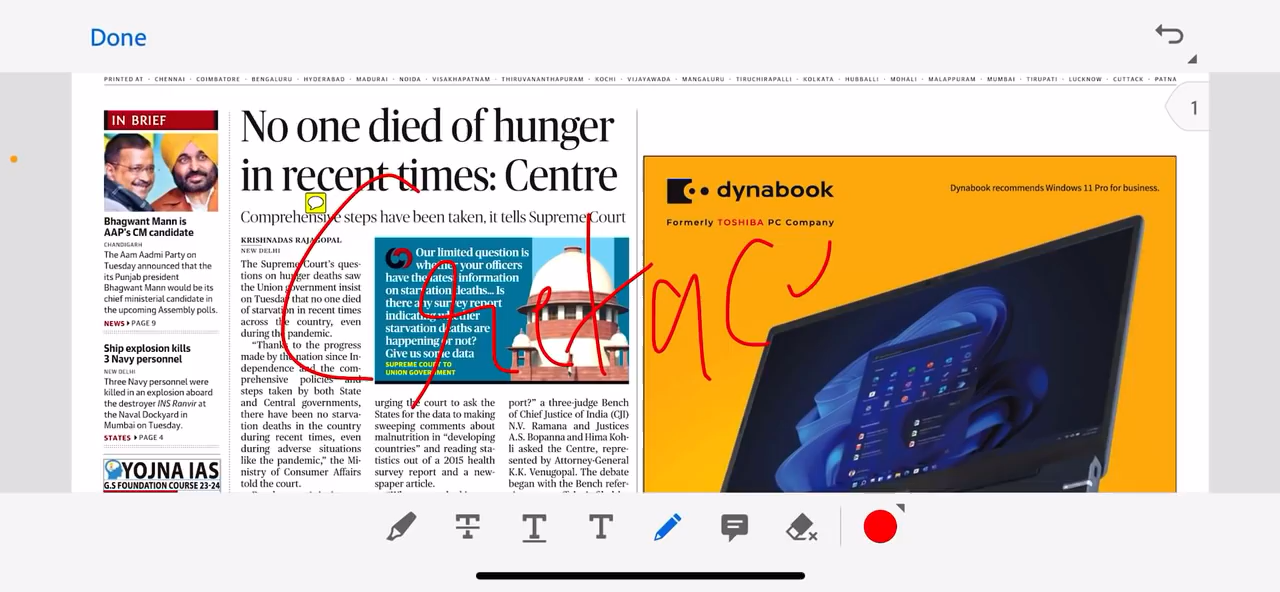 Done
PRINTED AT · CHENNAI · COIMBATORE · BENGALURU · HYDERABAD · MADURAI · NOIDA · VISAKHAPATNAM · THIRUVANANTHAPURAM · KOCHI · VIJAYAWADA · MANGALURU · TIRUCHIRAPALLI · KOLKATA · HUBBALLI · MOHALI · MALAPPURAM · MUMBAI · TIRUPATI · LUCKNOW · CUTTACK · PATNA
1
IN BRIEF
Bhagwant Mann is
AAP's CM candidate
CHANDIGARH
The Aam Aadmi Party on
Tuesday announced that the
its Punjab president
Bhagwant Mann would be its
chief ministerial candidate in
the upcoming Assembly polls.
NEWS PAGE 9
Ship explosion kills
3 Navy personnel
NEW DELHI
Three Navy personnel were
killed in an explosion aboard
the destroyer INS Ranvir at
the Naval Dockyard in
Mumbai on Tuesday.
STATES PAGE 4
YOJNA IAS
G.S FOUNDATION COURSE 23-24
No one died of hunger
in recent times: Centre
Comprehensive steps have been taken, it tells Supreme Court
KRISHNADAS RAJAGOPAL
NEW DELHI
The Supreme Court's ques-
tions on hunger deaths saw
the Union government insist
on Tuesday that no one died
of starvation in recent times
across the country, even
during the pandemic.
"Thanks to the progress
made by the nation since In-
dependence and the com-
prehensive policies and
steps taken by both State
and Central governments,
there have been no starva-
tion deaths in the country
during recent times, even
during adverse situations
like the pandemic," the Mi-
nistry of Consumer Affairs
told the court.
Our limited question is
whether your officers
have the latest information
on starvation deaths... Is
there any survey report
indicating whether
starvation deaths are
happening or not?
Give us some data
SUPREME COURT TO
UNION GOVERNMENT
urging the court to ask the
States for the data to making
sweeping comments about
malnutrition in "developing
countries" and reading sta-
tistics out of a 2015 health
survey report and a new-
spaper article.
port?" a three-judge Bench
of Chief Justice of India (CJI)
N.V. Ramana and Justices
A.S. Bopanna and Hima Koh-
li asked the Centre, repre-
sented by Attorney-General
K.K. Venugopal. The debate
began with the Bench refer-
dynabook
Formerly TOSHIBA PC Company
Dynabook recommends Windows 11 Pro for business.
T T T